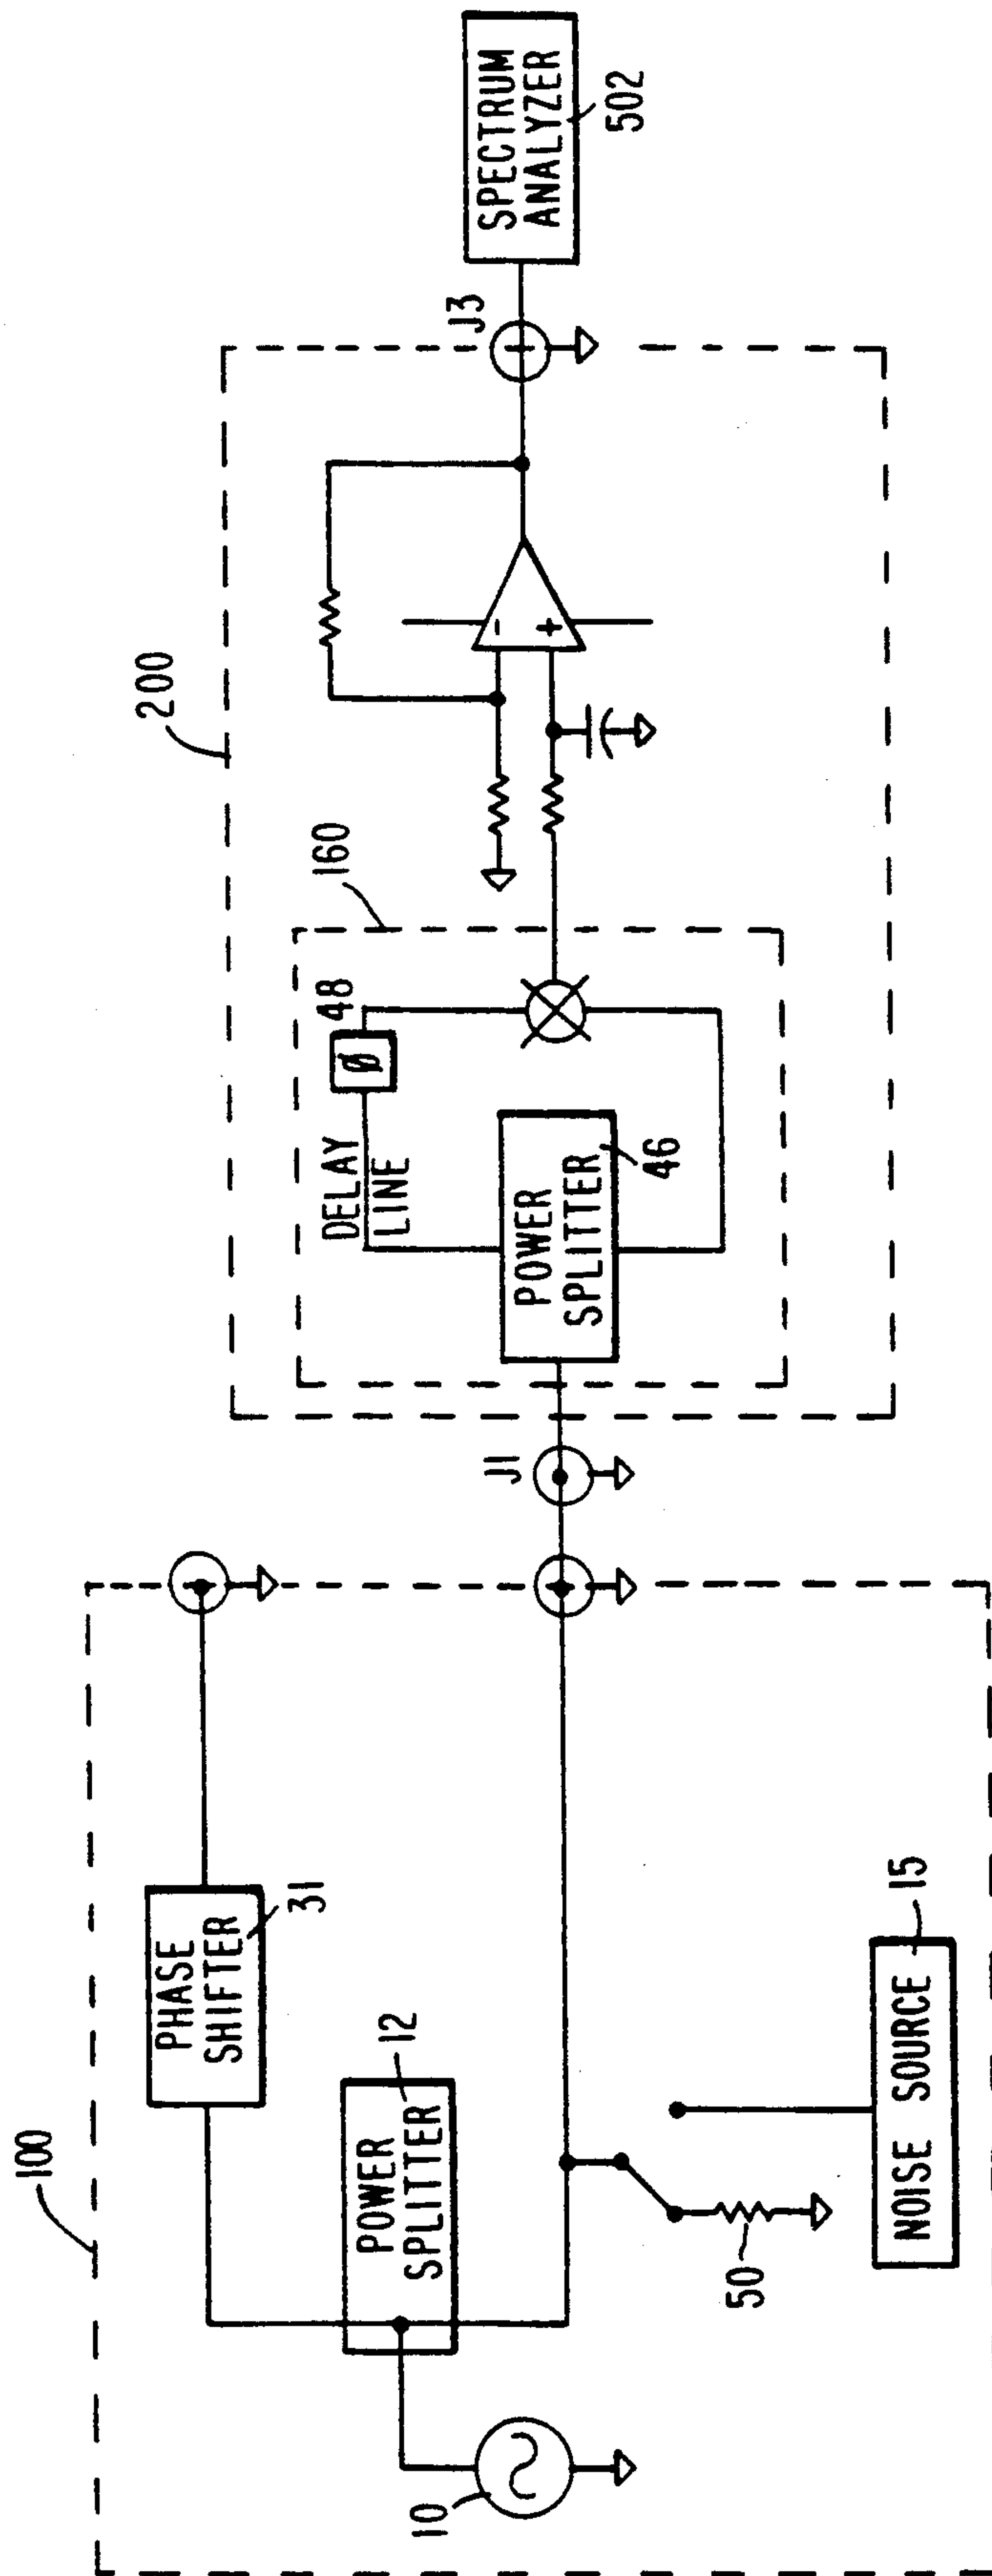 100
10
POWER
SPLITTER
12
PHASE
SHIFTER
31
50
NOISE SOURCE
15
J1
200
160
POWER
SPLITTER
46
DELAY
LINE
48
Ø
-
+
J3
SPECTRUM
ANALYZER
502